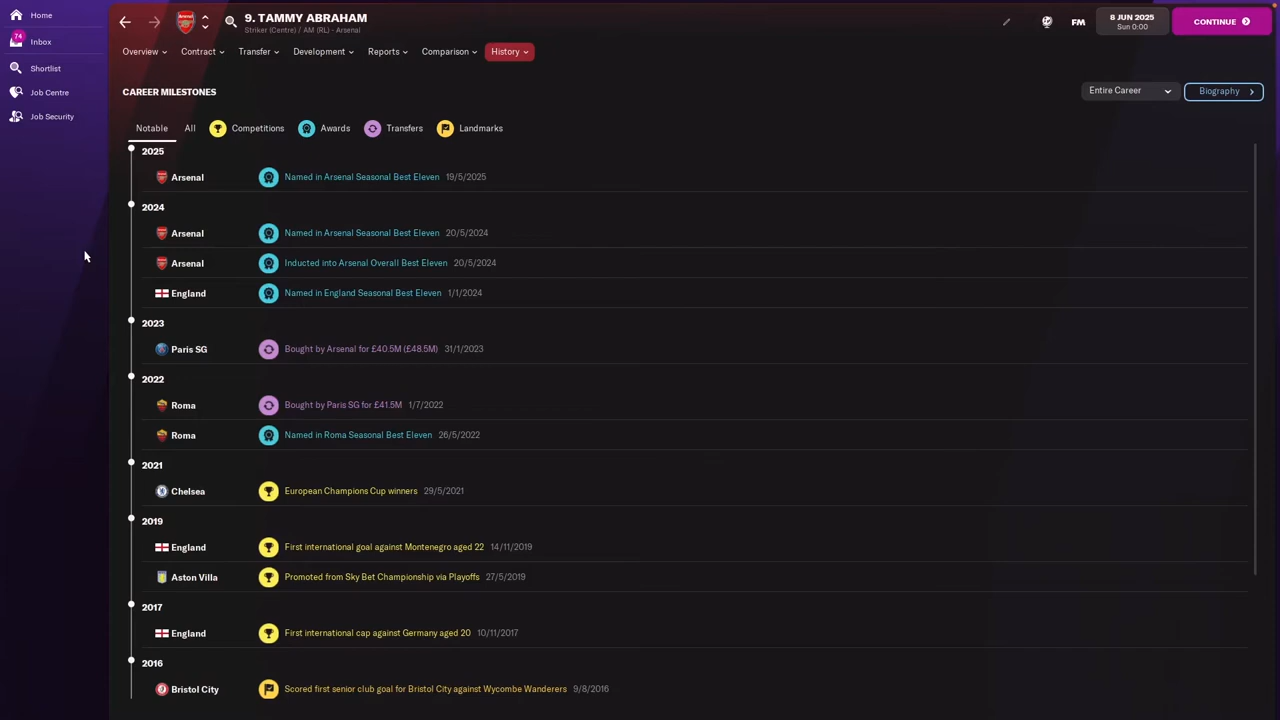 Home
74
Inbox
Shortlist
Job Centre
Job Security
9. TAMMY ABRAHAM
Striker (Centre) / AM (RL) - Arsenal
FM
8 JUN 2025
Sun 0:00
CONTINUE
Overview
Contract
Transfer
Development
Reports
Comparison
History
CAREER MILESTONES
Entire Career
Biography
Notable
All
Competitions
Awards
Transfers
Landmarks
2025
Arsenal Named in Arsenal Seasonal Best Eleven 19/5/2025
2024
Arsenal Named in Arsenal Seasonal Best Eleven 20/5/2024
Arsenal Inducted into Arsenal Overall Best Eleven 20/5/2024
England Named in England Seasonal Best Eleven 1/1/2024
2023
Paris SG Bought by Arsenal for £40.5M (£48.5M) 31/1/2023
2022
Roma Bought by Paris SG for £41.5M 1/7/2022
Roma Named in Roma Seasonal Best Eleven 26/5/2022
2021
Chelsea European Champions Cup winners 29/5/2021
2019
England First international goal against Montenegro aged 22 14/11/2019
Aston Villa Promoted from Sky Bet Championship via Playoffs 27/5/2019
2017
England First international cap against Germany aged 20 10/11/2017
2016
Bristol City Scored first senior club goal for Bristol City against Wycombe Wanderers 9/8/2016